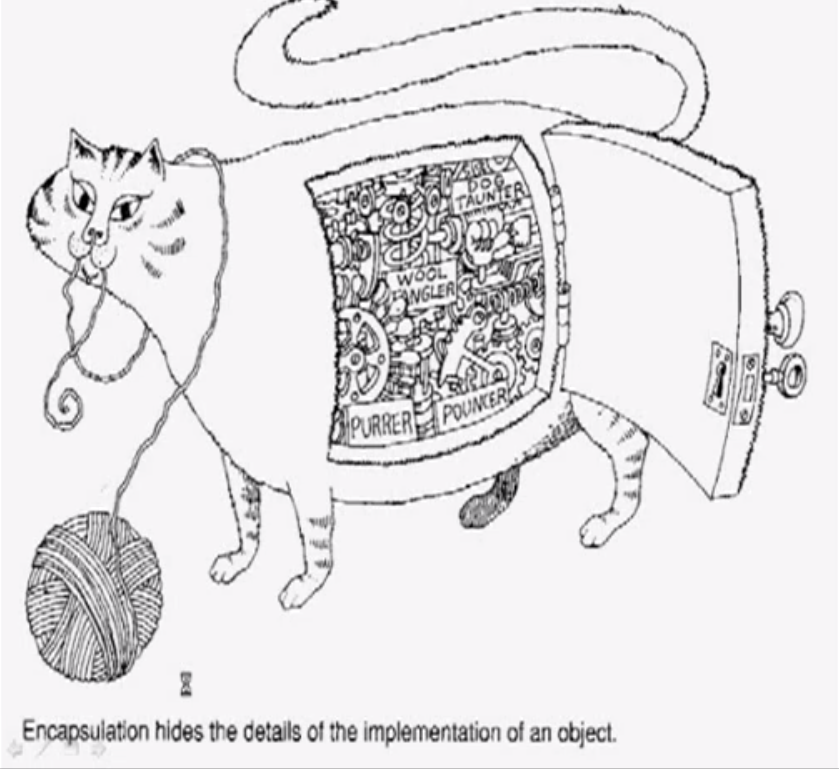 DOG
TAUNTER
WOOL
TANGLER
PURRER
POUNCER
Encapsulation hides the details of the implementation of an object.